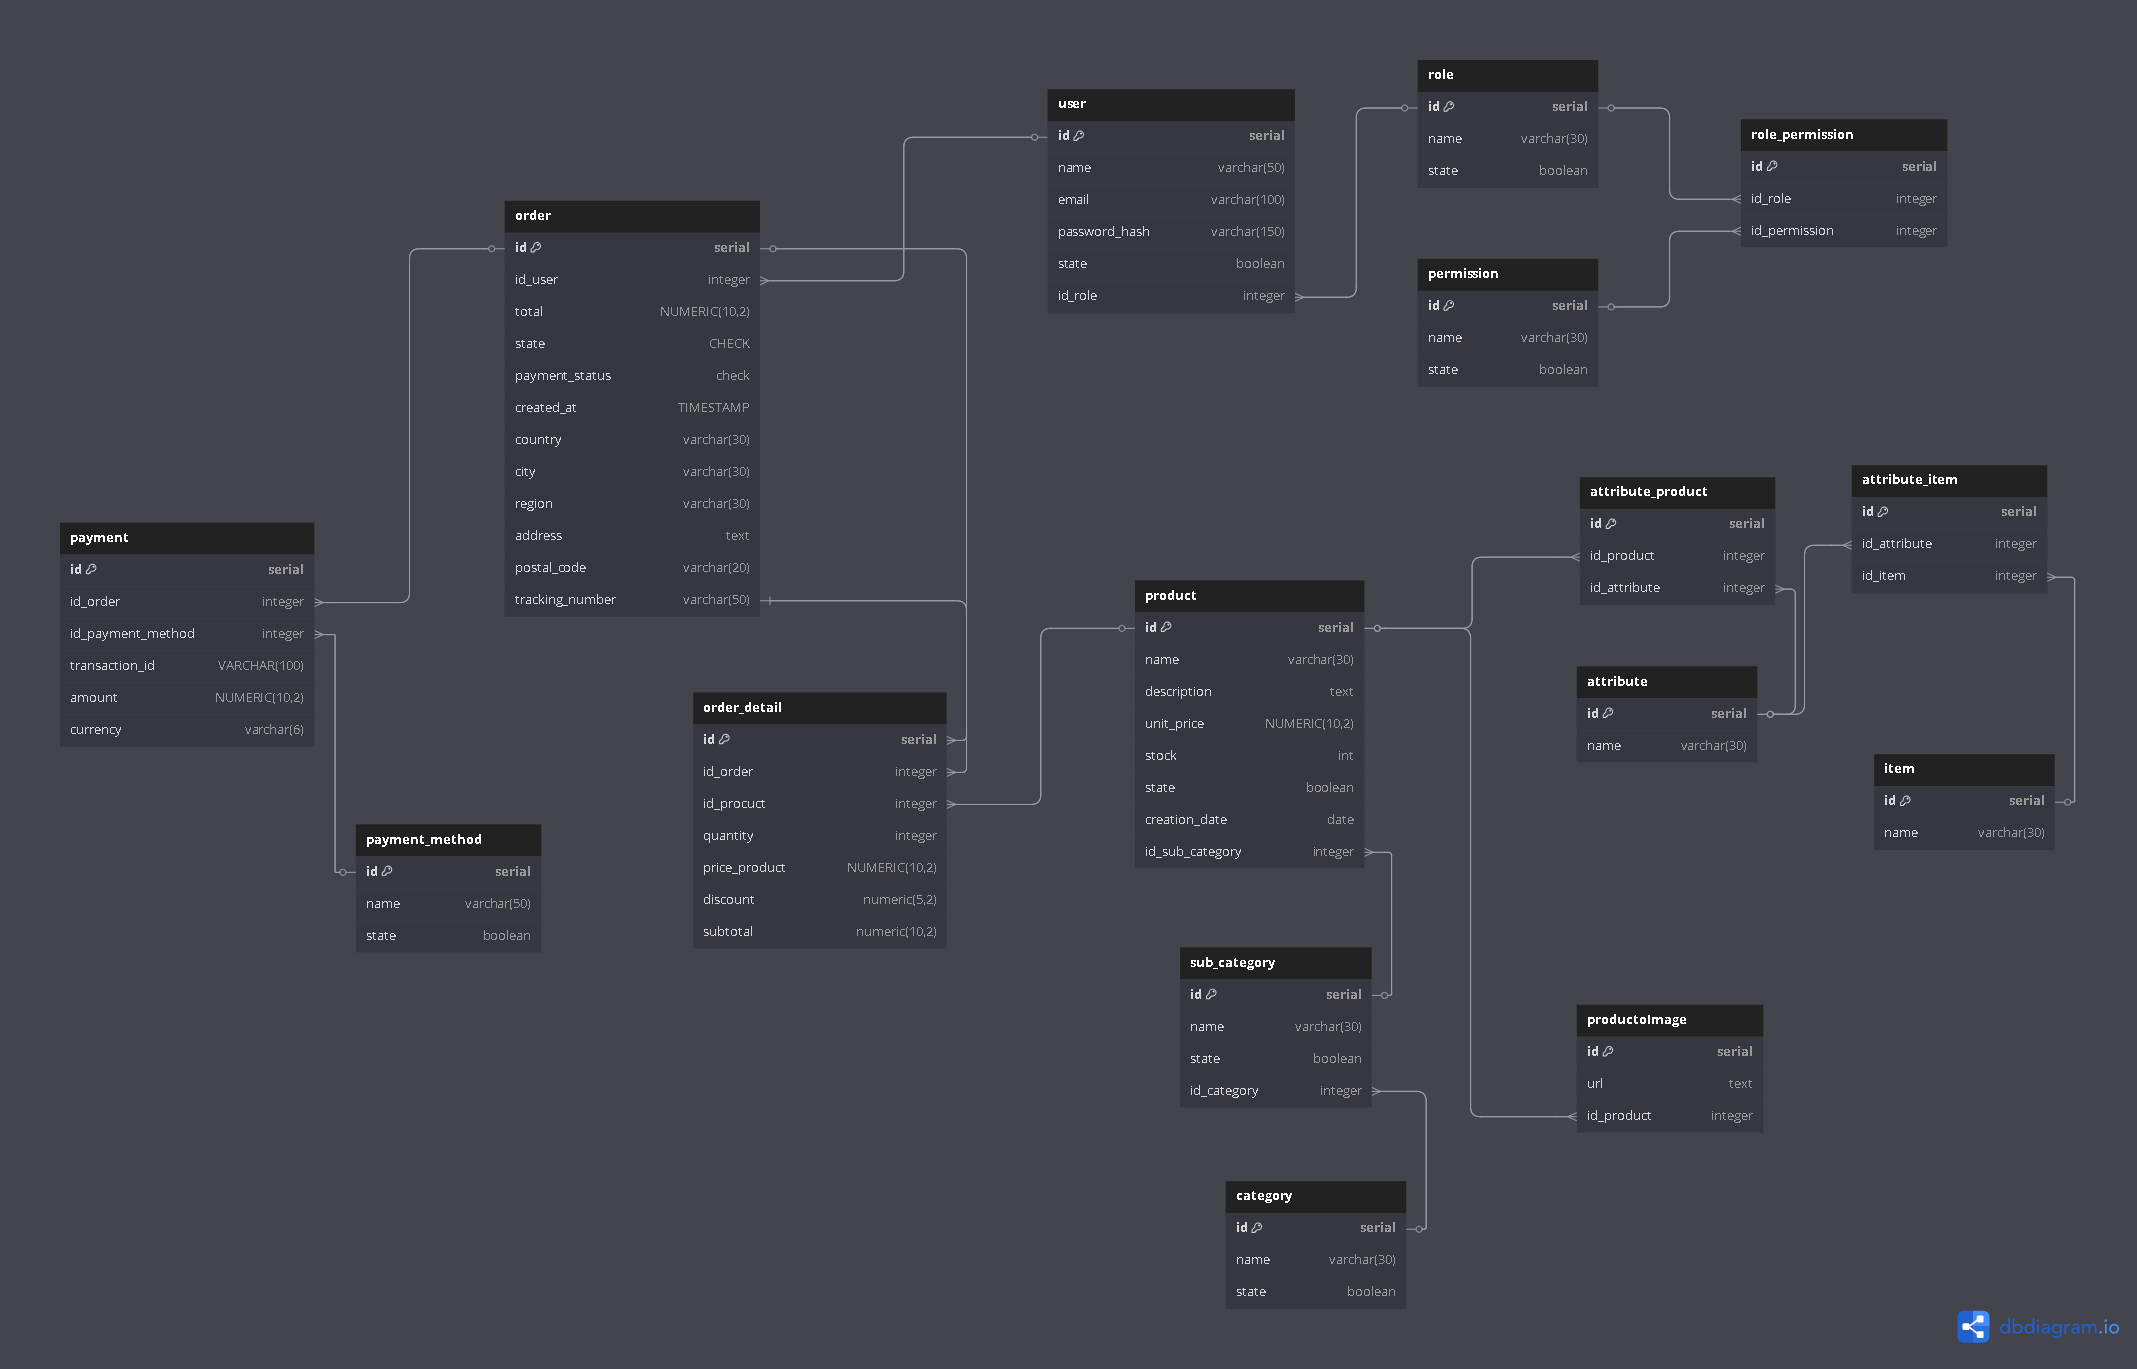 role
id serial
name varchar(30)
state boolean
user
id serial
name varchar(50)
email varchar(100)
password_hash varchar(150)
state boolean
id_role integer
role_permission
id serial
id_role integer
id_permission integer
order
id serial
id_user integer
total NUMERIC(10,2)
state CHECK
payment_status check
created_at TIMESTAMP
country varchar(30)
city varchar(30)
region varchar(30)
address text
postal_code varchar(20)
tracking_number varchar(50)
permission
id serial
name varchar(30)
state boolean
attribute_item
id serial
id_attribute integer
id_item integer
attribute_product
id serial
id_product integer
id_attribute integer
payment
id serial
id_order integer
id_payment_method integer
transaction_id VARCHAR(100)
amount NUMERIC(10,2)
currency varchar(6)
product
id serial
name varchar(30)
description text
unit_price NUMERIC(10,2)
stock int
state boolean
creation_date date
id_sub_category integer
attribute
id serial
name varchar(30)
order_detail
id serial
id_order integer
id_procuct integer
quantity integer
price_product NUMERIC(10,2)
discount numeric(5,2)
subtotal numeric(10,2)
item
id serial
name varchar(30)
payment_method
id serial
name varchar(50)
state boolean
sub_category
id serial
name varchar(30)
state boolean
id_category integer
productoImage
id serial
url text
id_product integer
category
id serial
name varchar(30)
state boolean
dbdiagram.io